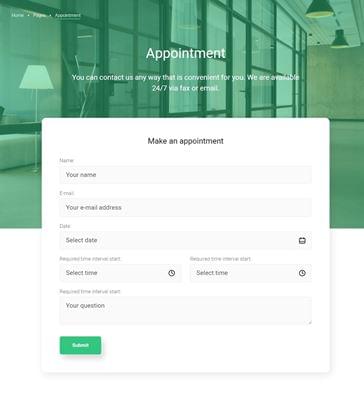 Home • Pages • Appointment
Appointment
You can contact us any way that is convenient for you. We are available
24/7 via fax or email.
Make an appointment
Name:
Your name
E-mail:
Your e-mail address
Date:
Select date
Required time interval start: Required time interval start:
Select time Select time
Required time interval start:
Your question
Submit